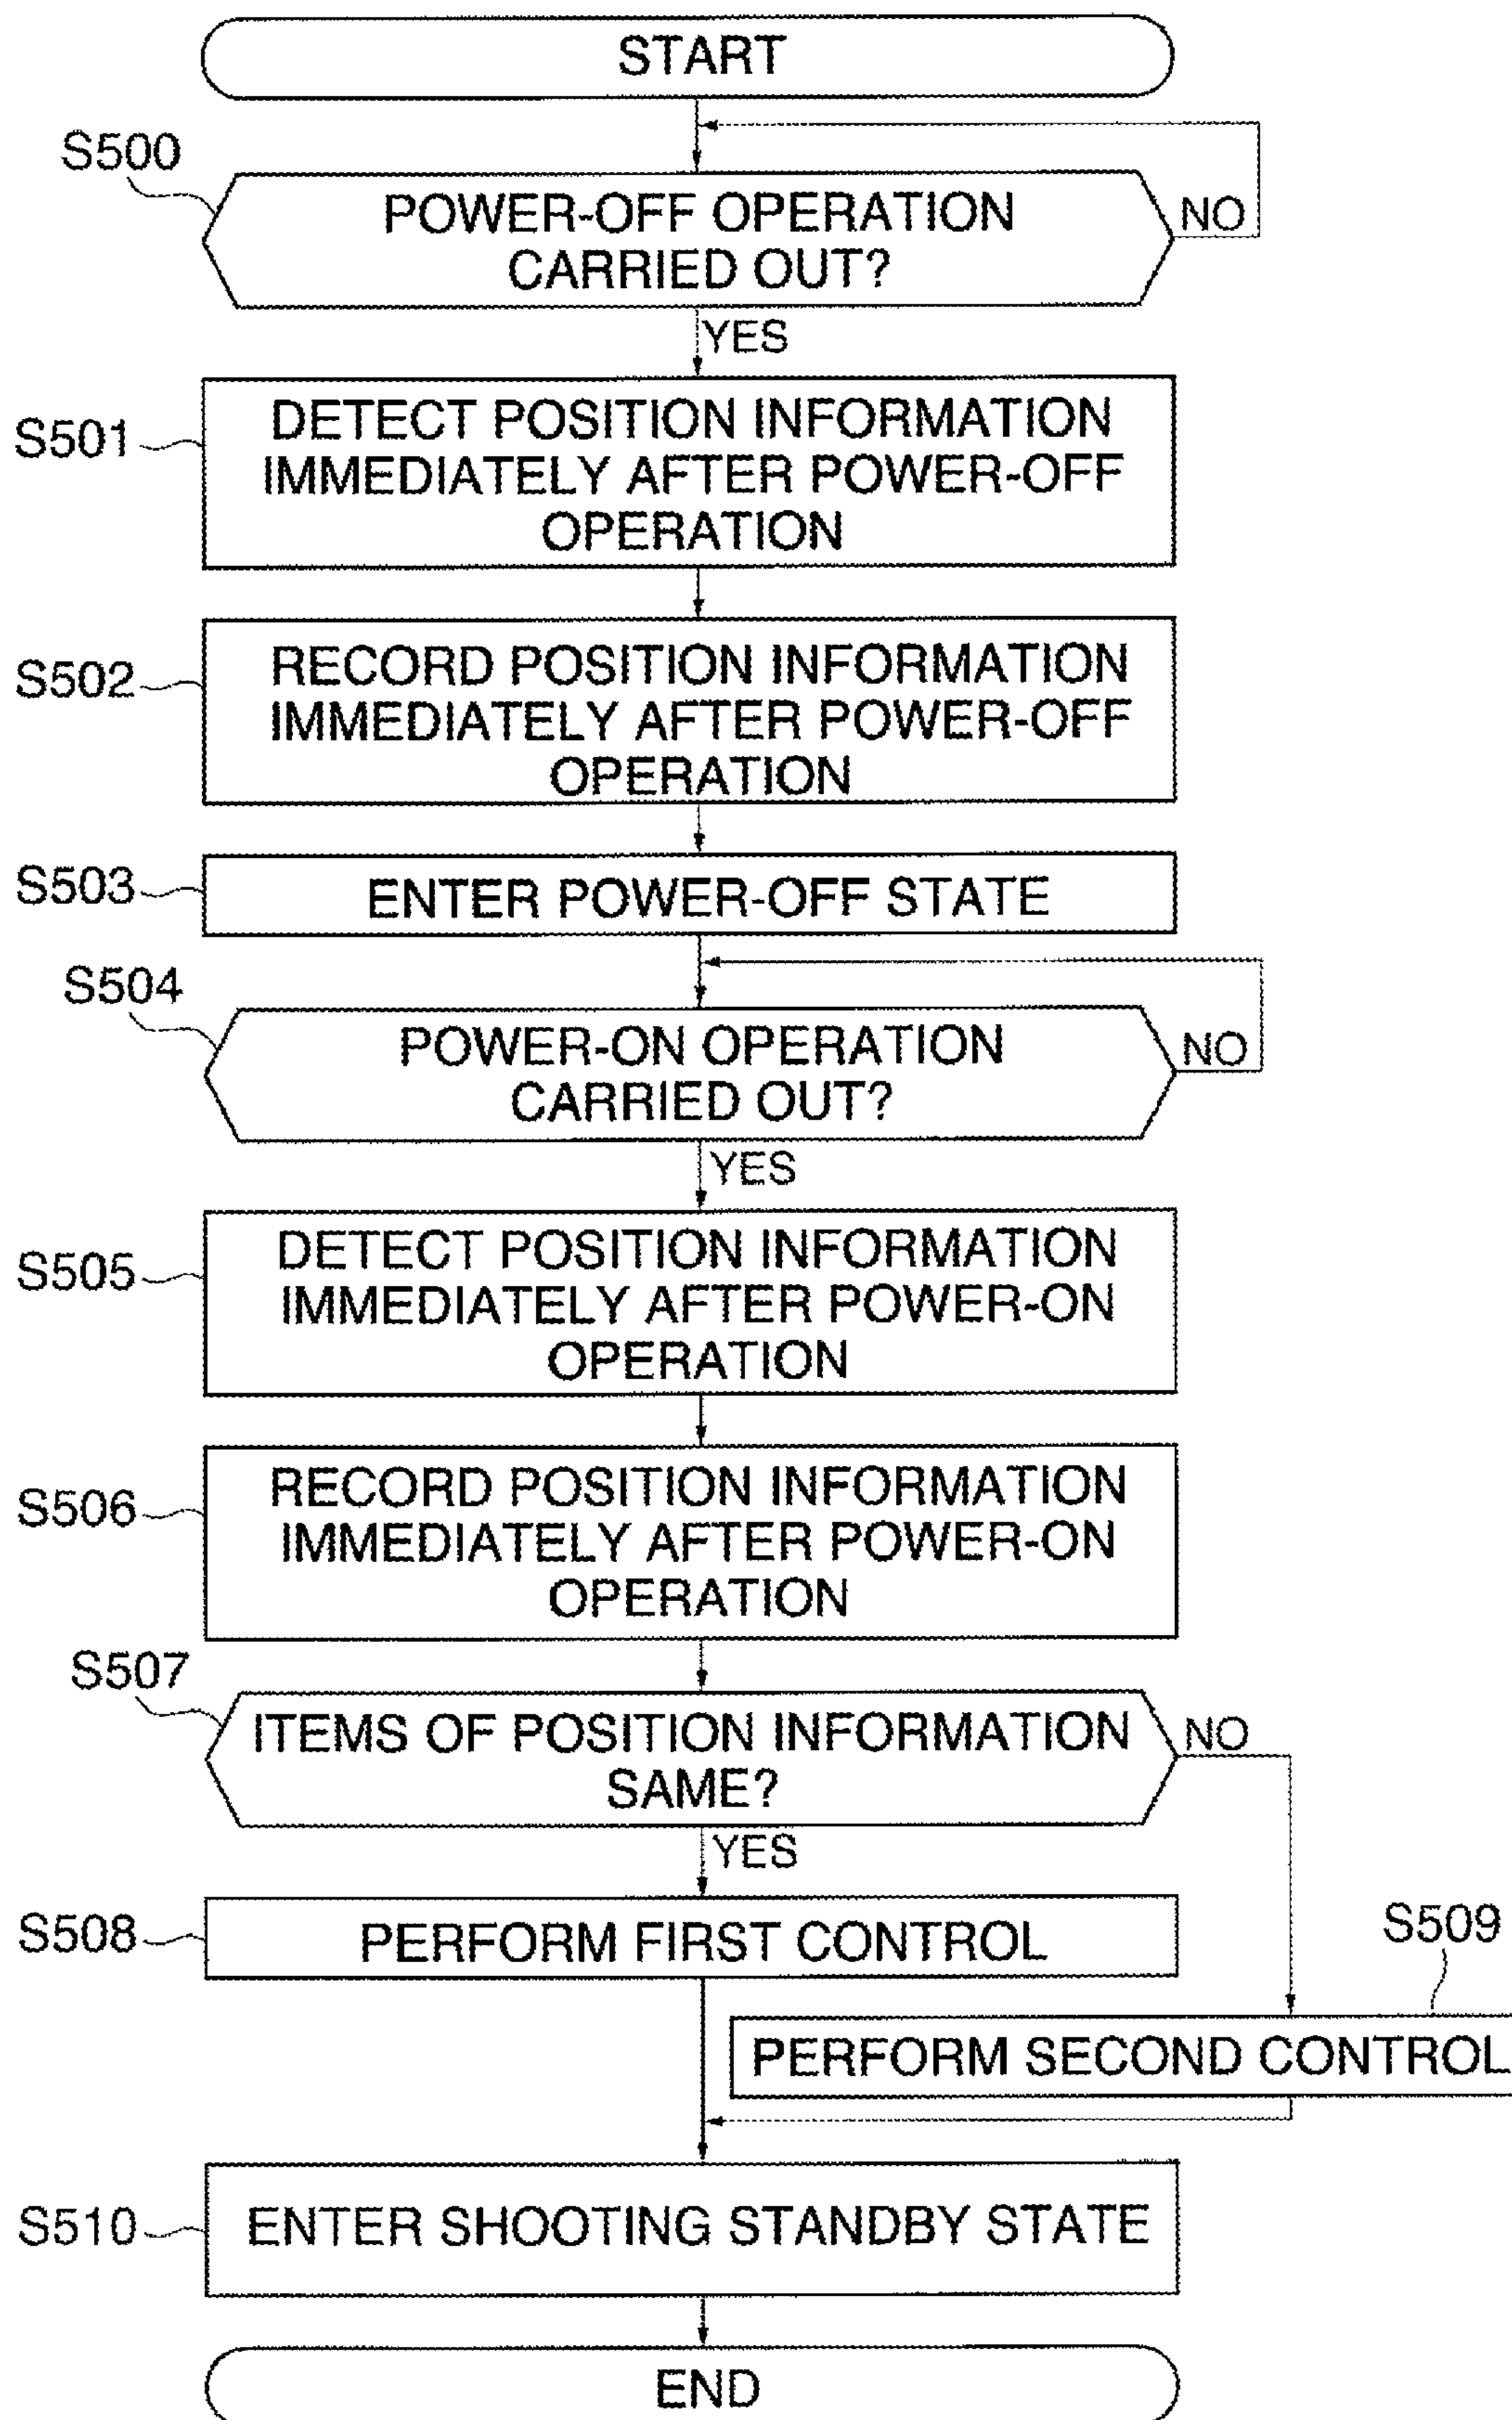 START
S500
POWER-OFF OPERATION
CARRIED OUT?
NO
YES
S501
DETECT POSITION INFORMATION
IMMEDIATELY AFTER POWER-OFF
OPERATION
S502
RECORD POSITION INFORMATION
IMMEDIATELY AFTER POWER-OFF
OPERATION
S503
ENTER POWER-OFF STATE
S504
POWER-ON OPERATION
CARRIED OUT?
NO
YES
S505
DETECT POSITION INFORMATION
IMMEDIATELY AFTER POWER-ON
OPERATION
S506
RECORD POSITION INFORMATION
IMMEDIATELY AFTER POWER-ON
OPERATION
S507
ITEMS OF POSITION INFORMATION
SAME?
NO
YES
S508
PERFORM FIRST CONTROL
S509
PERFORM SECOND CONTROL
S510
ENTER SHOOTING STANDBY STATE
END